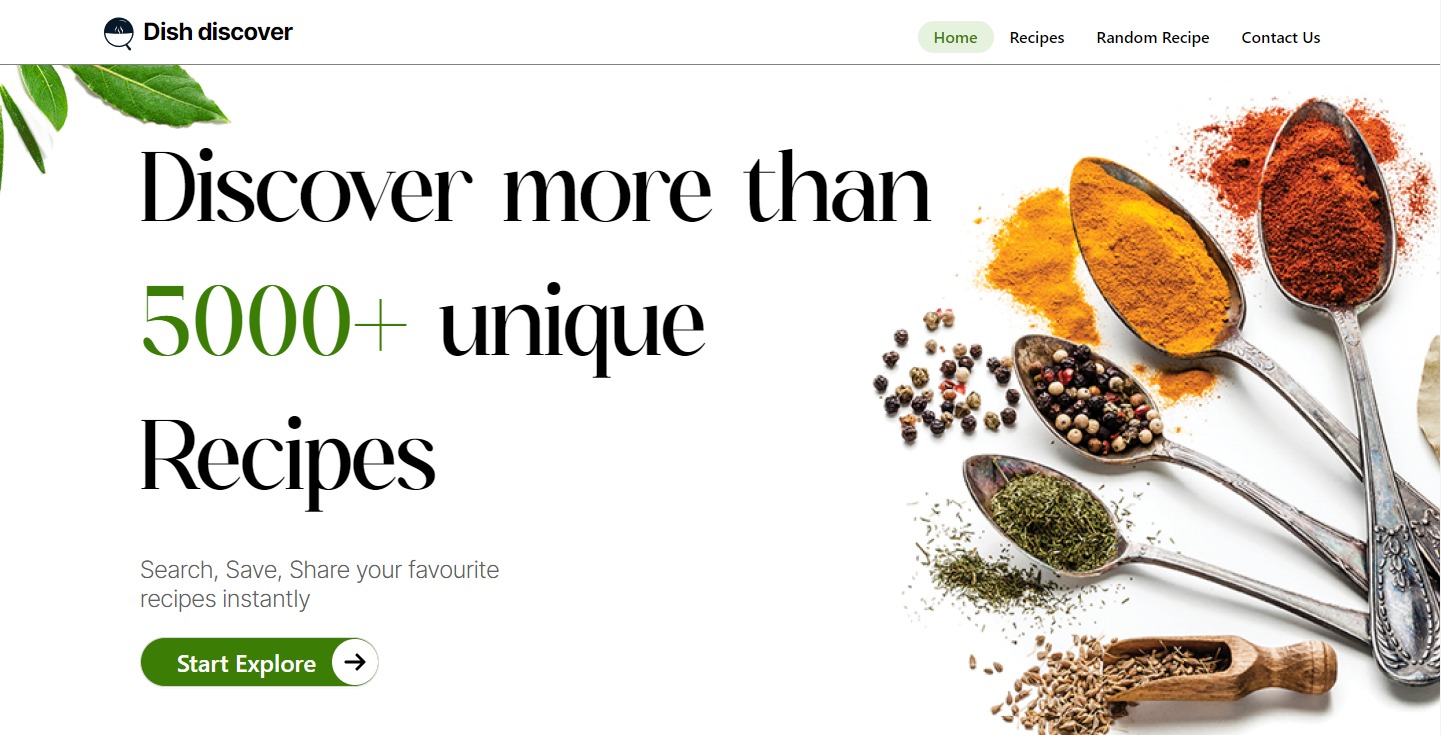 Dish discover
Home
Recipes
Random Recipe
Contact Us
Discover more than
5000+ unique
Recipes
Search, Save, Share your favourite
recipes instantly
Start Explore